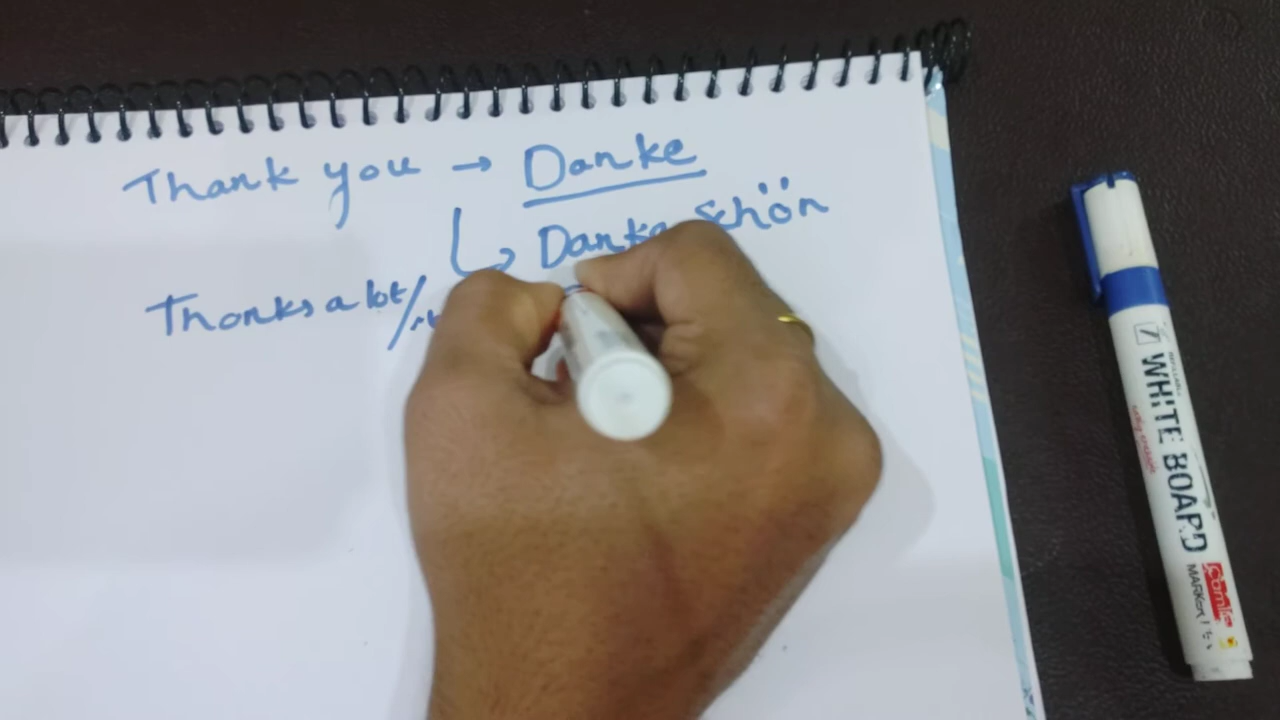 Thank you → Danke
Danke Schön
Thanks a lot/
WHITE BOARD
MARKER